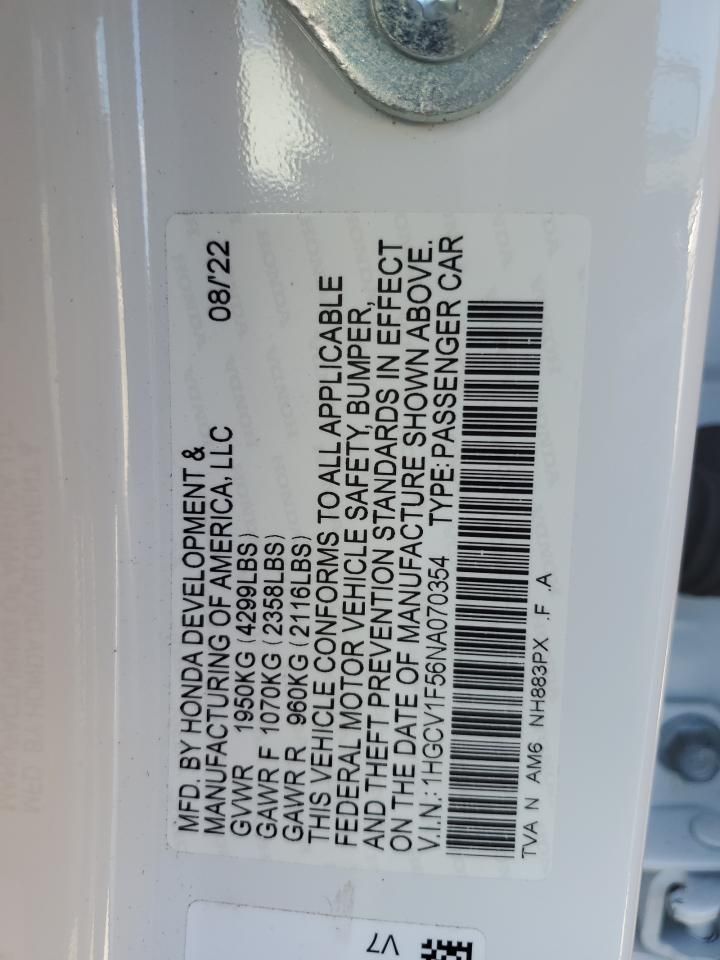 MFD. BY HONDA DEVELOPMENT &
MANUFACTURING OF AMERICA, LLC 08/'22
GVWR 1950KG (4299LBS)
GAWR F 1070KG (2358LBS)
GAWR R 960KG (2116LBS)
THIS VEHICLE CONFORMS TO ALL APPLICABLE
FEDERAL MOTOR VEHICLE SAFETY, BUMPER,
AND THEFT PREVENTION STANDARDS IN EFFECT
ON THE DATE OF MANUFACTURE SHOWN ABOVE.
V.I.N.: 1HGCV1F56NA070354 TYPE: PASSENGER CAR
TVA N AM6 NH883PX .F .A
V7